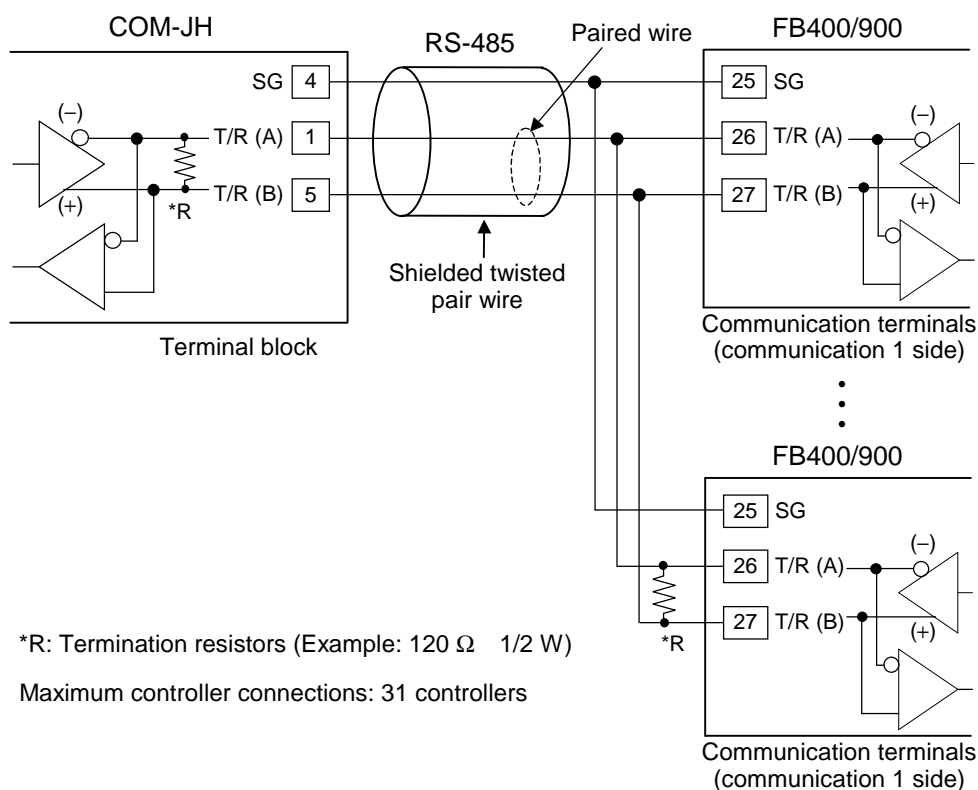 COM-JH
RS-485
Paired wire
FB400/900
SG 4
25 SG
(−)
T/R (A) 1
26 T/R (A)
(−)
T/R (B) 5
27 T/R (B)
(+)
*R
(+)
Shielded twisted
pair wire
Terminal block
Communication terminals
(communication 1 side)
FB400/900
25 SG
26 T/R (A)
(−)
27 T/R (B)
(+)
*R
*R: Termination resistors (Example: 120 Ω 1/2 W)
Maximum controller connections: 31 controllers
Communication terminals
(communication 1 side)